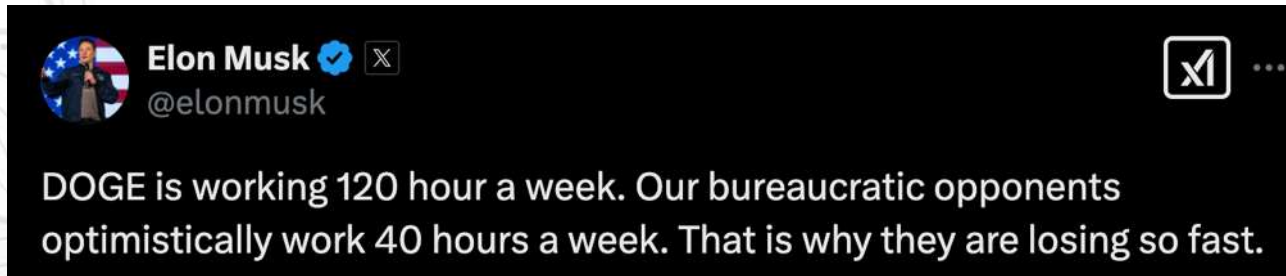 Elon Musk
@elonmusk
DOGE is working 120 hour a week. Our bureaucratic opponents
optimistically work 40 hours a week. That is why they are losing so fast.